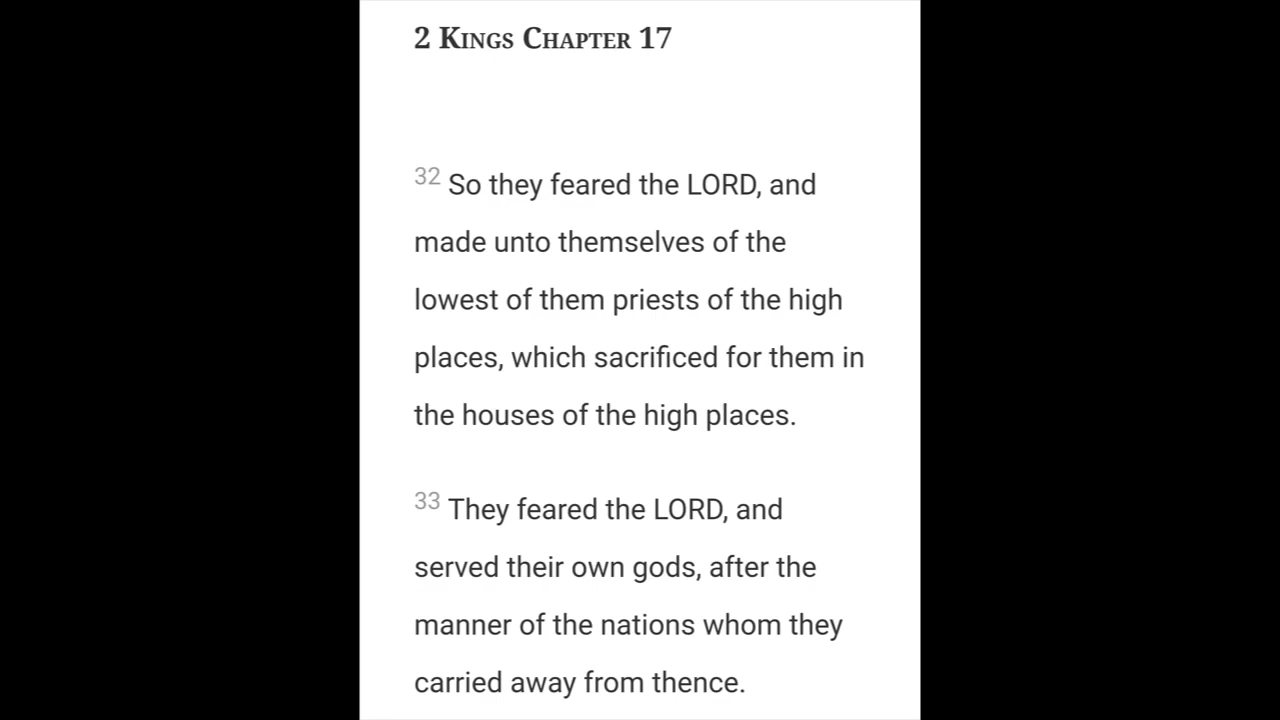 2 Kings Chapter 17
32 So they feared the LORD, and
made unto themselves of the
lowest of them priests of the high
places, which sacrificed for them in
the houses of the high places.
33 They feared the LORD, and
served their own gods, after the
manner of the nations whom they
carried away from thence.